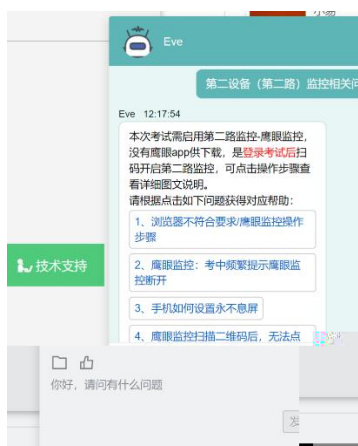 Eve
第二设备（第二路）监控相关问
Eve 12:17:54
本次考试需启用第二路监控-鹰眼监控，
没有鹰眼app供下载，是登录考试后扫
码开启第二路监控，可点击操作步骤查
看详细图文说明。
请根据点击如下问题获得对应帮助：
1、浏览器不符合要求/鹰眼监控操作
步骤
2、鹰眼监控：考中频繁提示鹰眼监
控断开
3、手机如何设置永不息屏
4、鹰眼监控扫描二维码后，无法点
技术支持
你好，请问有什么问题
发